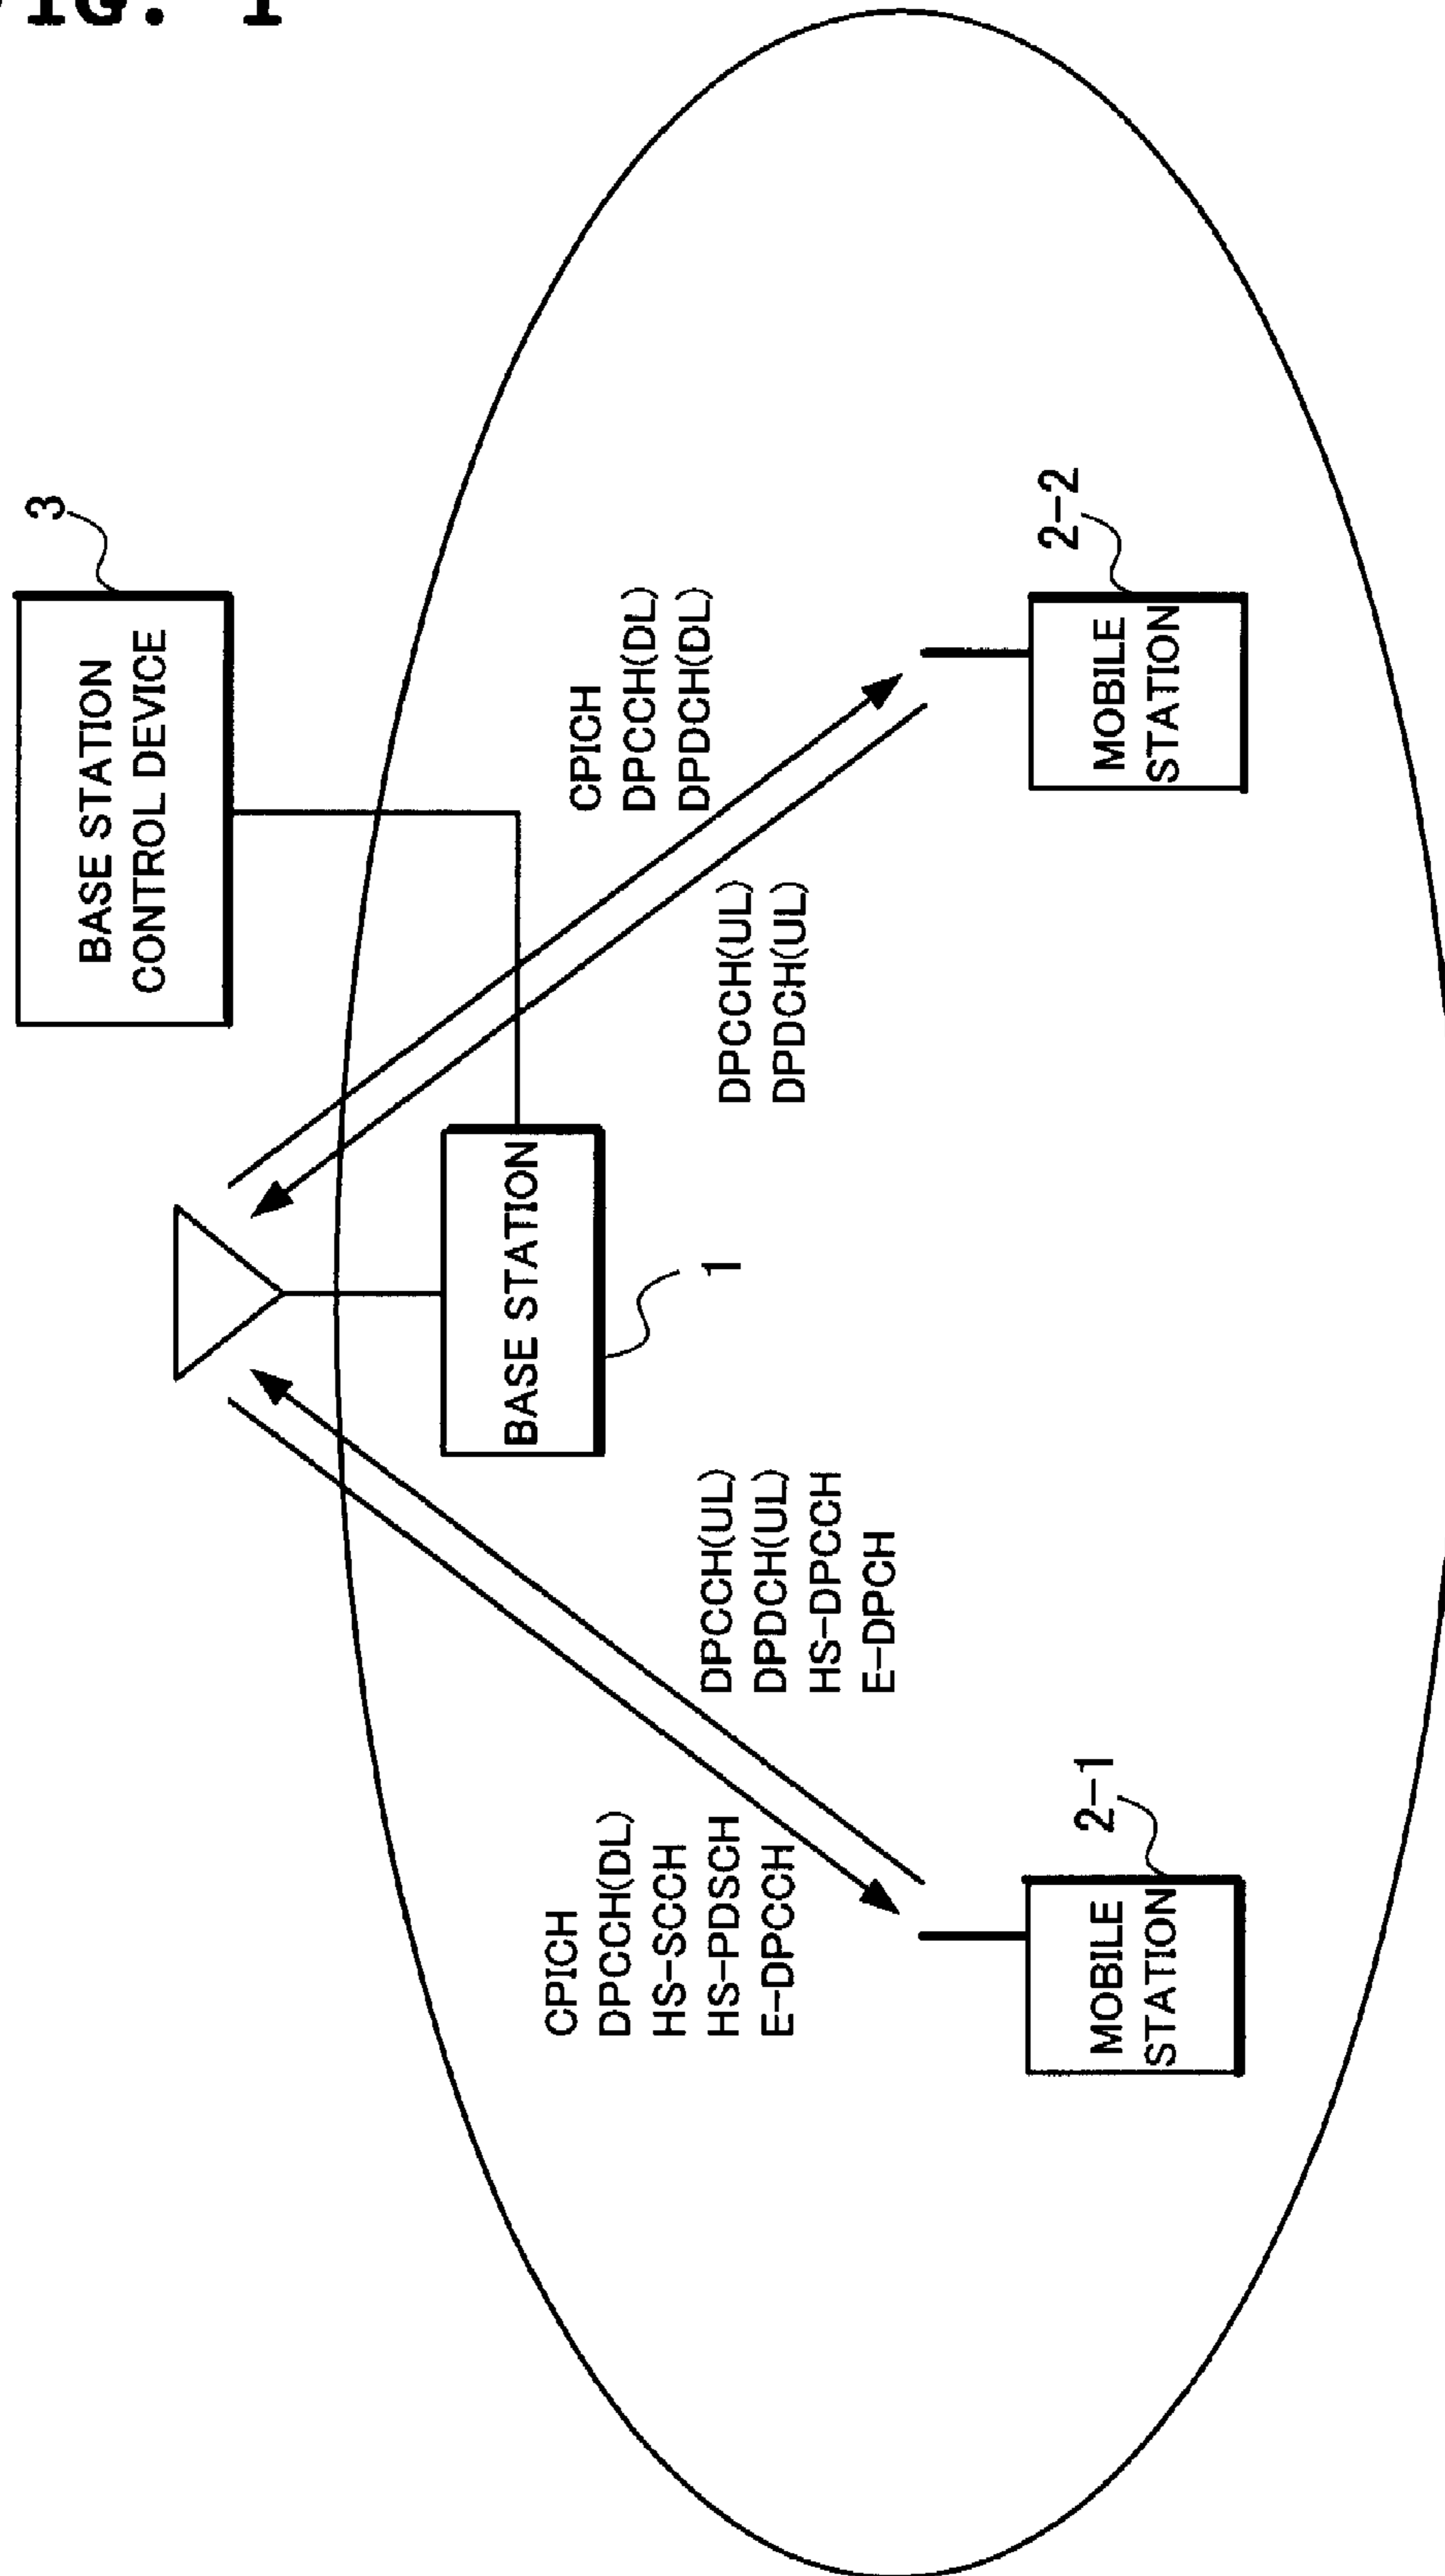 FIG. 1
BASE STATION
CONTROL DEVICE
3
CPICH
DPCCH(DL)
DPDCH(DL)
DPCCH(UL)
DPDCH(UL)
BASE STATION
1
CPICH
DPCCH(DL)
HS-SCCH
HS-PDSCH
E-DPCCH
DPCCH(UL)
DPDCH(UL)
HS-DPCCH
E-DPCH
MOBILE
STATION
2-1
MOBILE
STATION
2-2